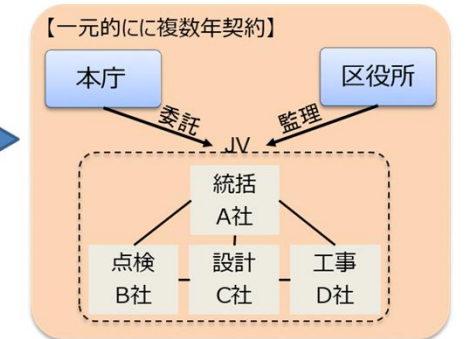 【一元的にに複数年契約】
本庁
区役所
委託
監理
JV
統括
A社
点検
B社
設計
C社
工事
D社